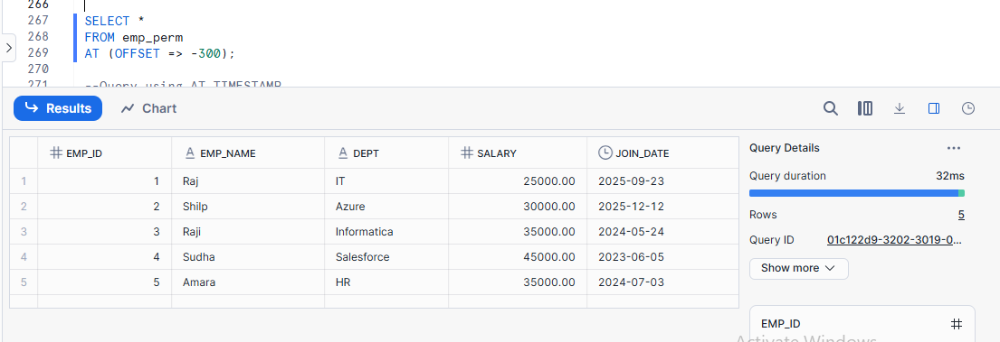 266
267 SELECT *
268 FROM emp_perm
269 AT (OFFSET => -300);
270
271 --Query using AT TIMESTAMP
Results Chart
EMP_ID EMP_NAME DEPT SALARY JOIN_DATE
1 1 Raj IT 25000.00 2025-09-23
2 2 Shilp Azure 30000.00 2025-12-12
3 3 Raji Informatica 35000.00 2024-05-24
4 4 Sudha Salesforce 45000.00 2023-06-05
5 5 Amara HR 35000.00 2024-07-03
Query Details ...
Query duration 32ms
Rows 5
Query ID 01c122d9-3202-3019-0...
Show more
EMP_ID
Activate Windows